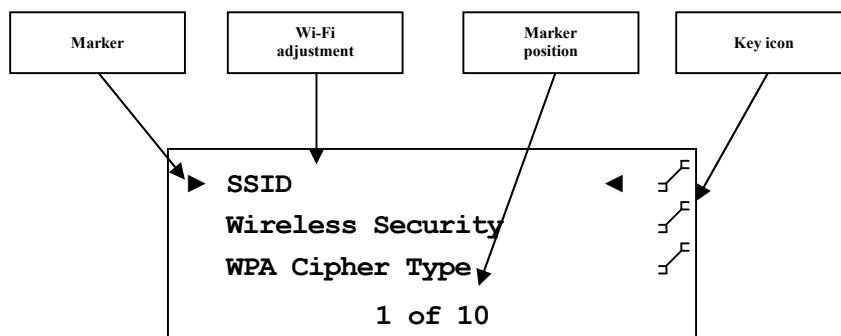 Marker
Wi-Fi
adjustment
Marker
position
Key icon
SSID
Wireless Security
WPA Cipher Type
1 of 10